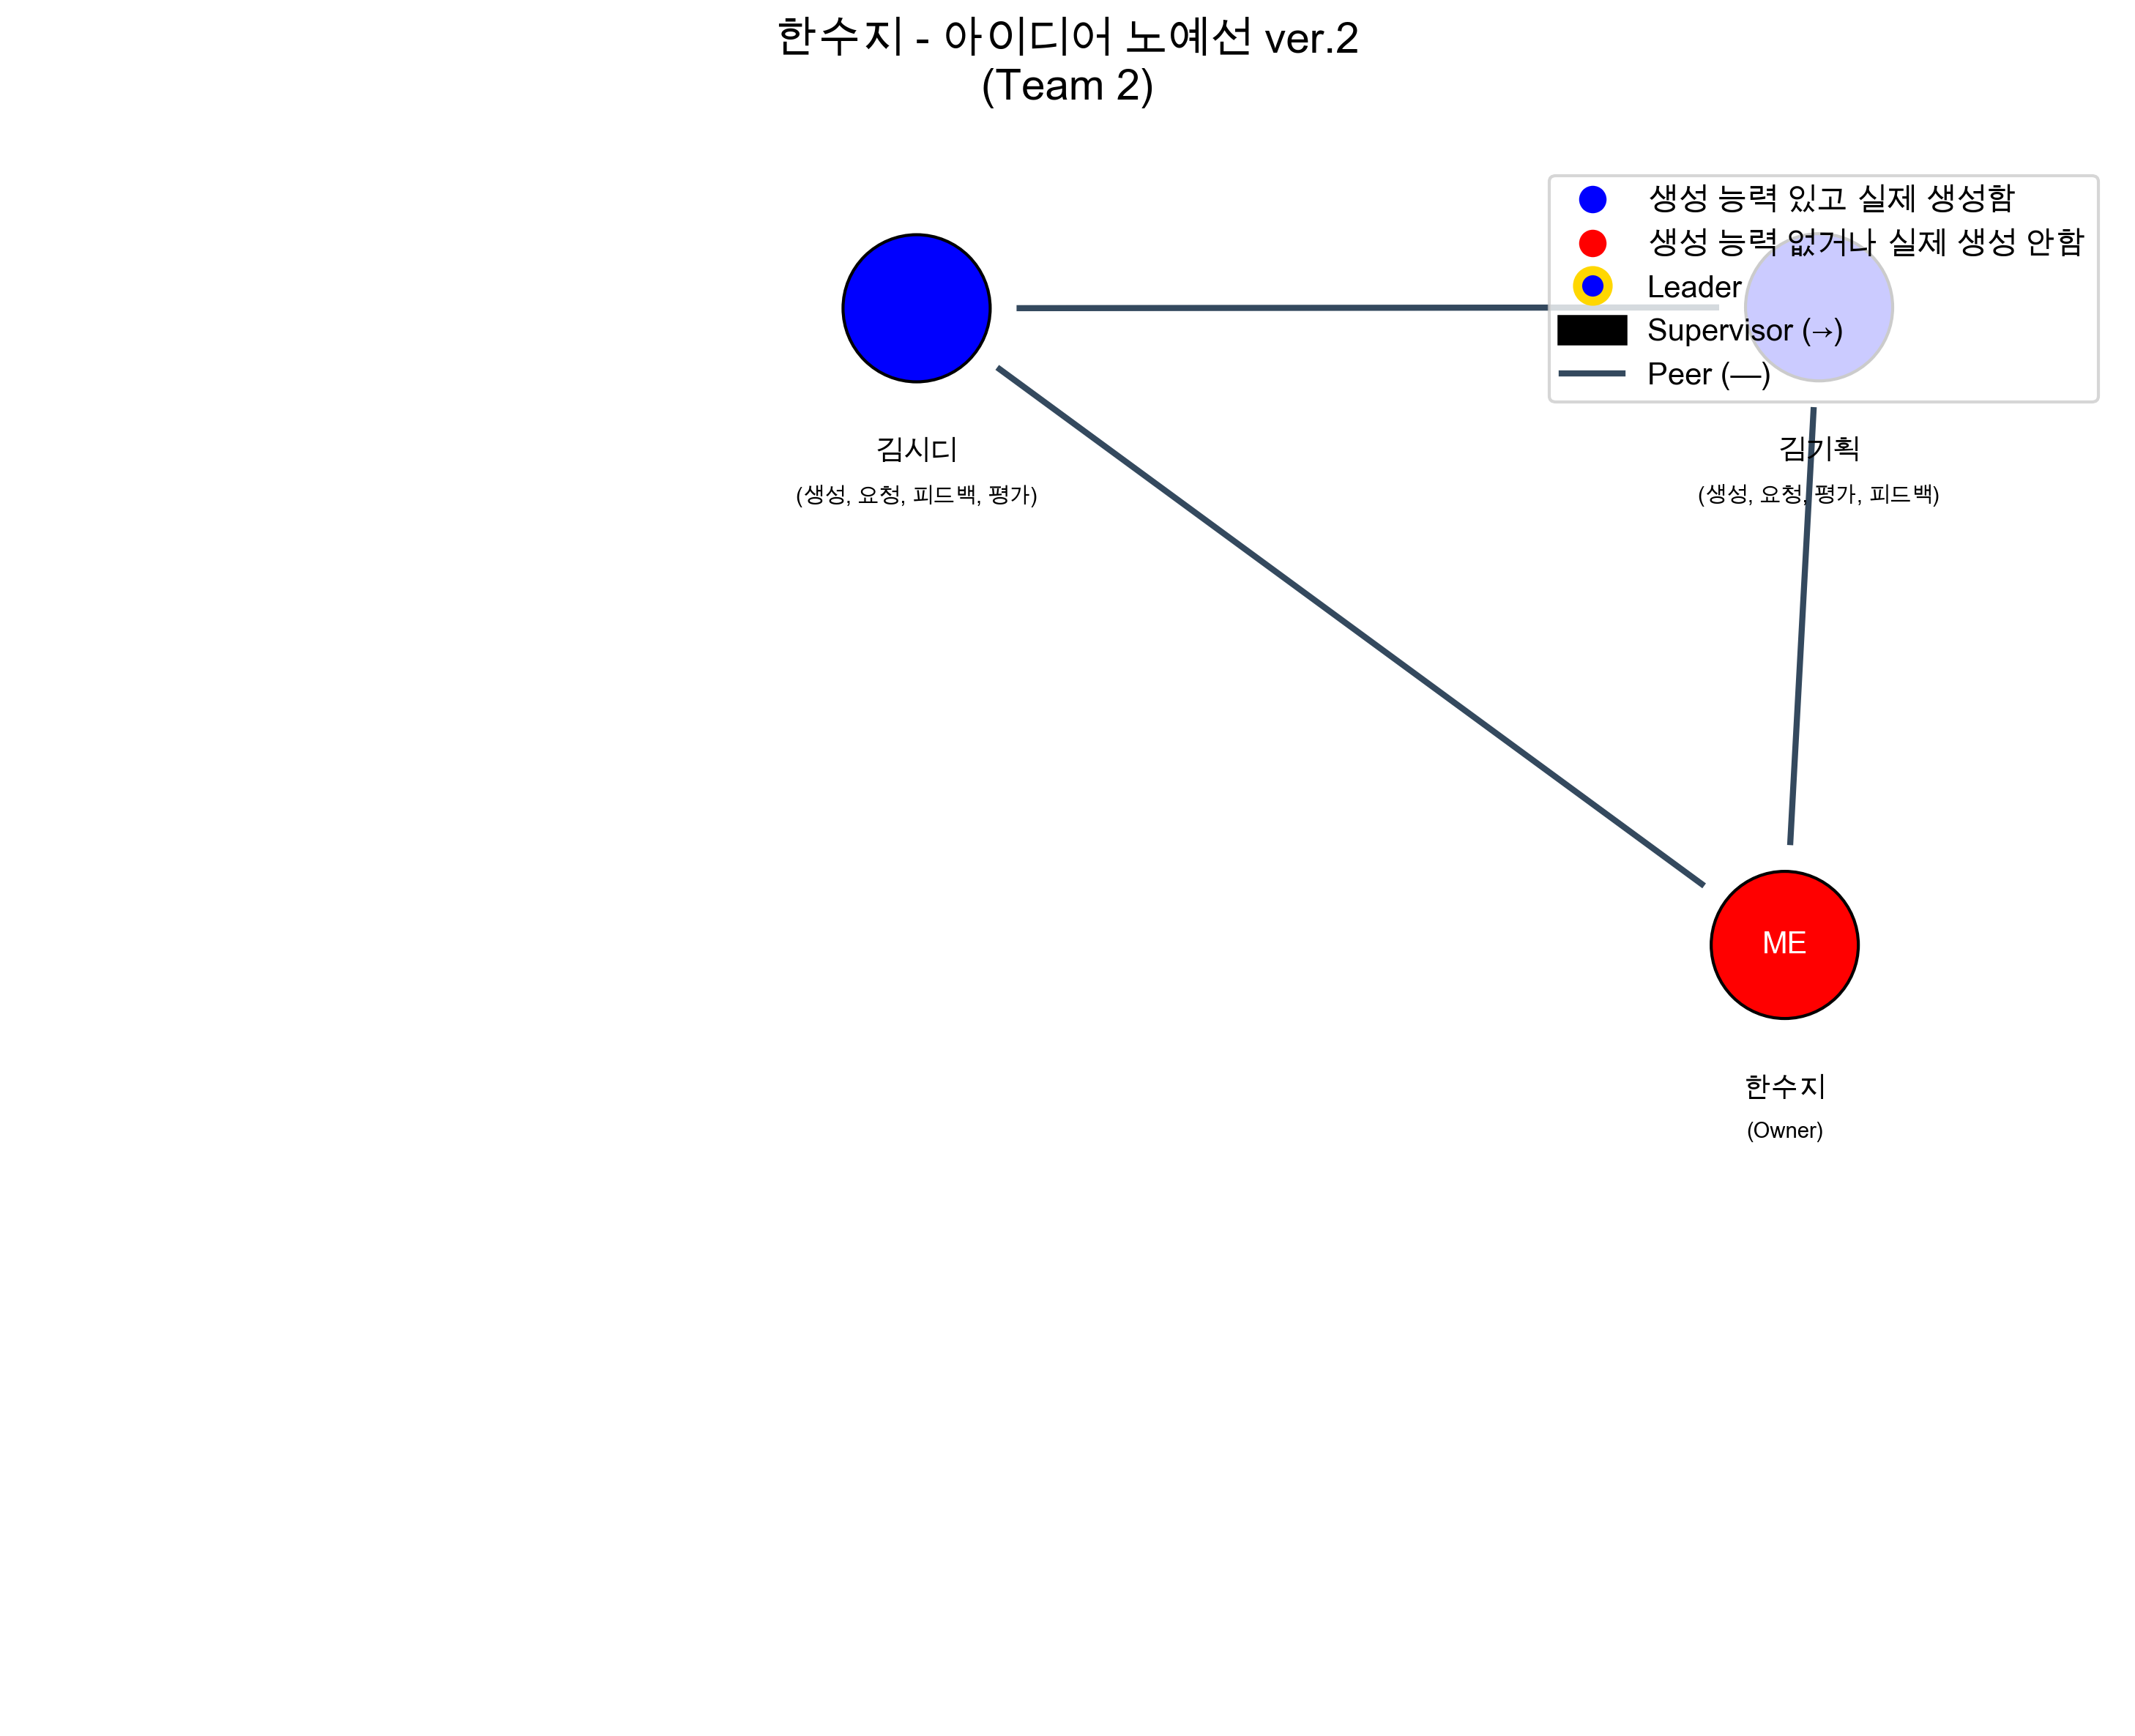 한수지 - 아이디어 노예선 ver.2
(Team 2)
생성 능력 있고 실제 생성함
생성 능력 없거나 실제 생성 안함
Leader
Supervisor (→)
Peer (—)
김시디
(생성, 요청, 피드백, 평가)
김기획
(생성, 요청, 평가, 피드백)
ME
한수지
(Owner)